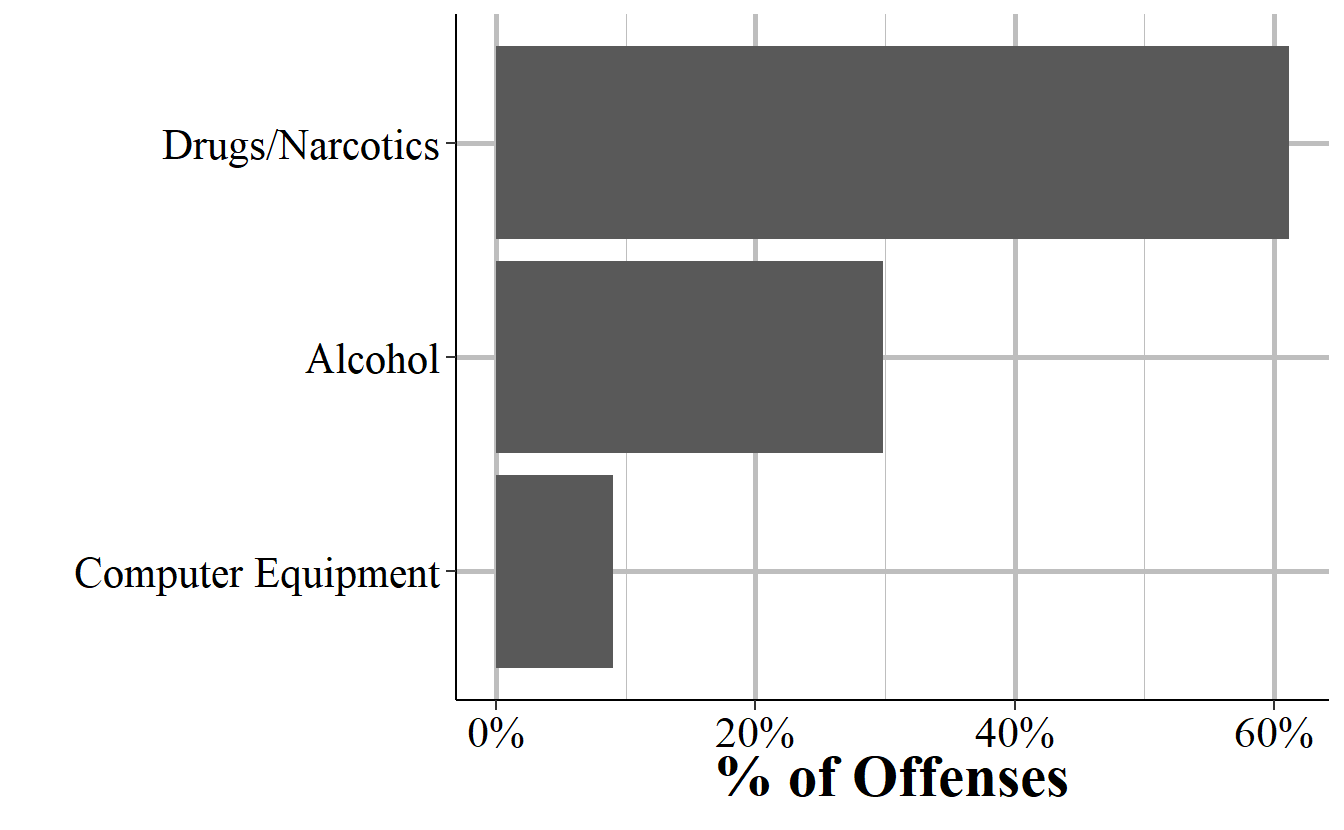 Drugs/Narcotics
Alcohol
Computer Equipment
0% 20% 40% 60%
% of Offenses